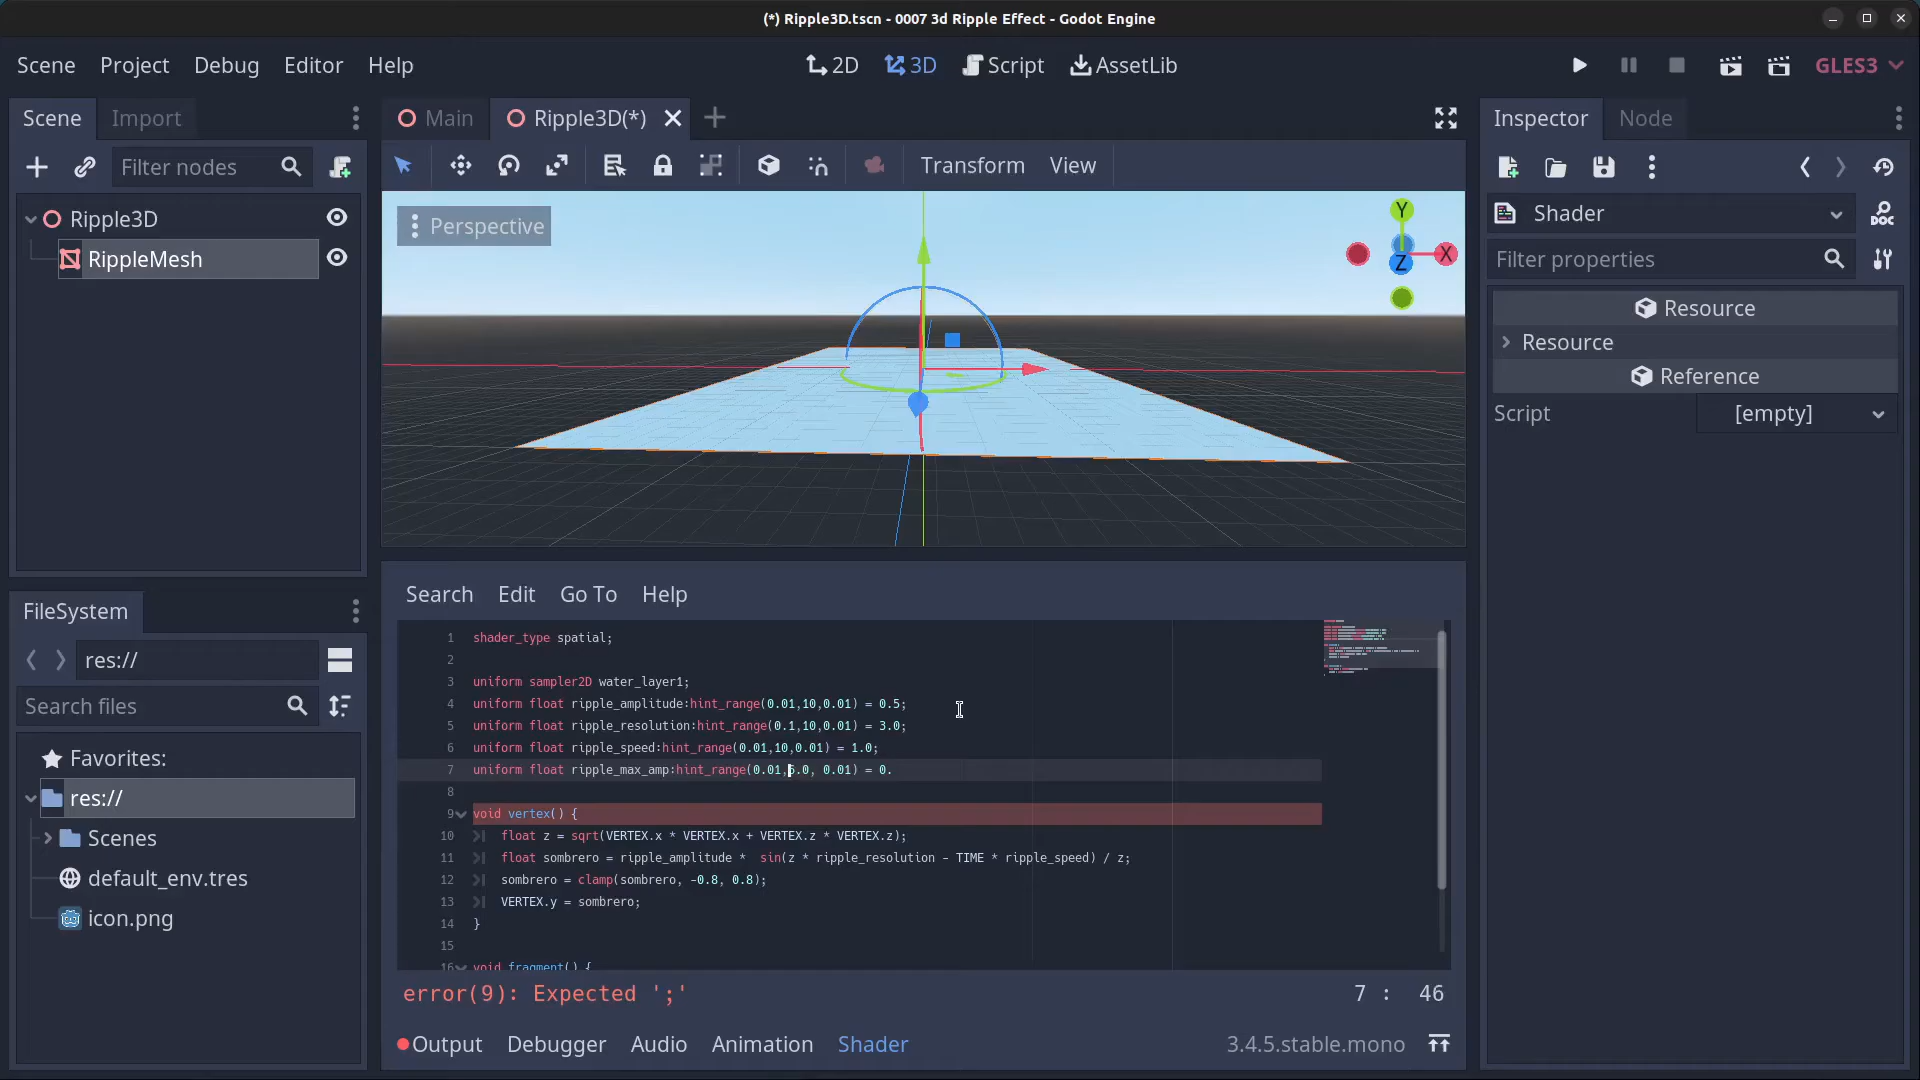 (*) Ripple3D.tscn - 0007 3d Ripple Effect - Godot Engine
Scene Project Debug Editor Help
2D 3D Script AssetLib
GLES3
Scene Import
Filter nodes
Ripple3D
RippleMesh
FileSystem
res://
Search files
Favorites:
res://
Scenes
default_env.tres
icon.png
Main Ripple3D(*)
Transform View
Perspective
Y
X
Z
Search Edit Go To Help
1 shader_type spatial;
2
3 uniform sampler2D water_layer1;
4 uniform float ripple_amplitude:hint_range(0.01,10,0.01) = 0.5;
5 uniform float ripple_resolution:hint_range(0.1,10,0.01) = 3.0;
6 uniform float ripple_speed:hint_range(0.01,10,0.01) = 1.0;
7 uniform float ripple_max_amp:hint_range(0.01,5.0, 0.01) = 0.
8
9 void vertex() {
10 float z = sqrt(VERTEX.x * VERTEX.x + VERTEX.z * VERTEX.z);
11 float sombrero = ripple_amplitude *  sin(z * ripple_resolution - TIME * ripple_speed) / z;
12 sombrero = clamp(sombrero, -0.8, 0.8);
13 VERTEX.y = sombrero;
14 }
15
16 void fragment() {
error(9): Expected ';'
7 : 46
Output Debugger Audio Animation Shader
3.4.5.stable.mono
Inspector Node
Shader
DOC
Filter properties
Resource
Resource
Reference
Script [empty]